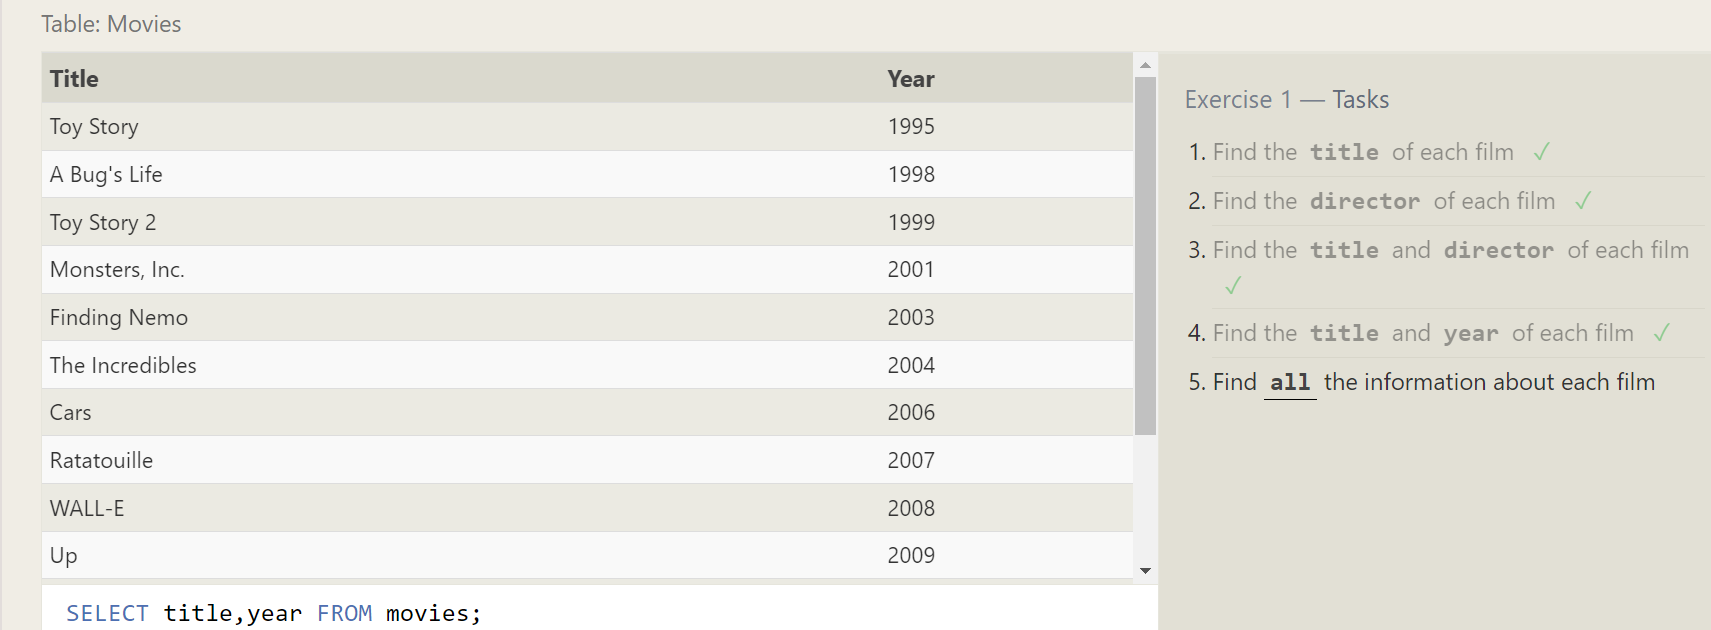 Table: Movies
Title Year
Toy Story 1995
A Bug's Life 1998
Toy Story 2 1999
Monsters, Inc. 2001
Finding Nemo 2003
The Incredibles 2004
Cars 2006
Ratatouille 2007
WALL-E 2008
Up 2009
SELECT title,year FROM movies;
Exercise 1 — Tasks
1. Find the title of each film ✓
2. Find the director of each film ✓
3. Find the title and director of each film
✓
4. Find the title and year of each film ✓
5. Find all the information about each film